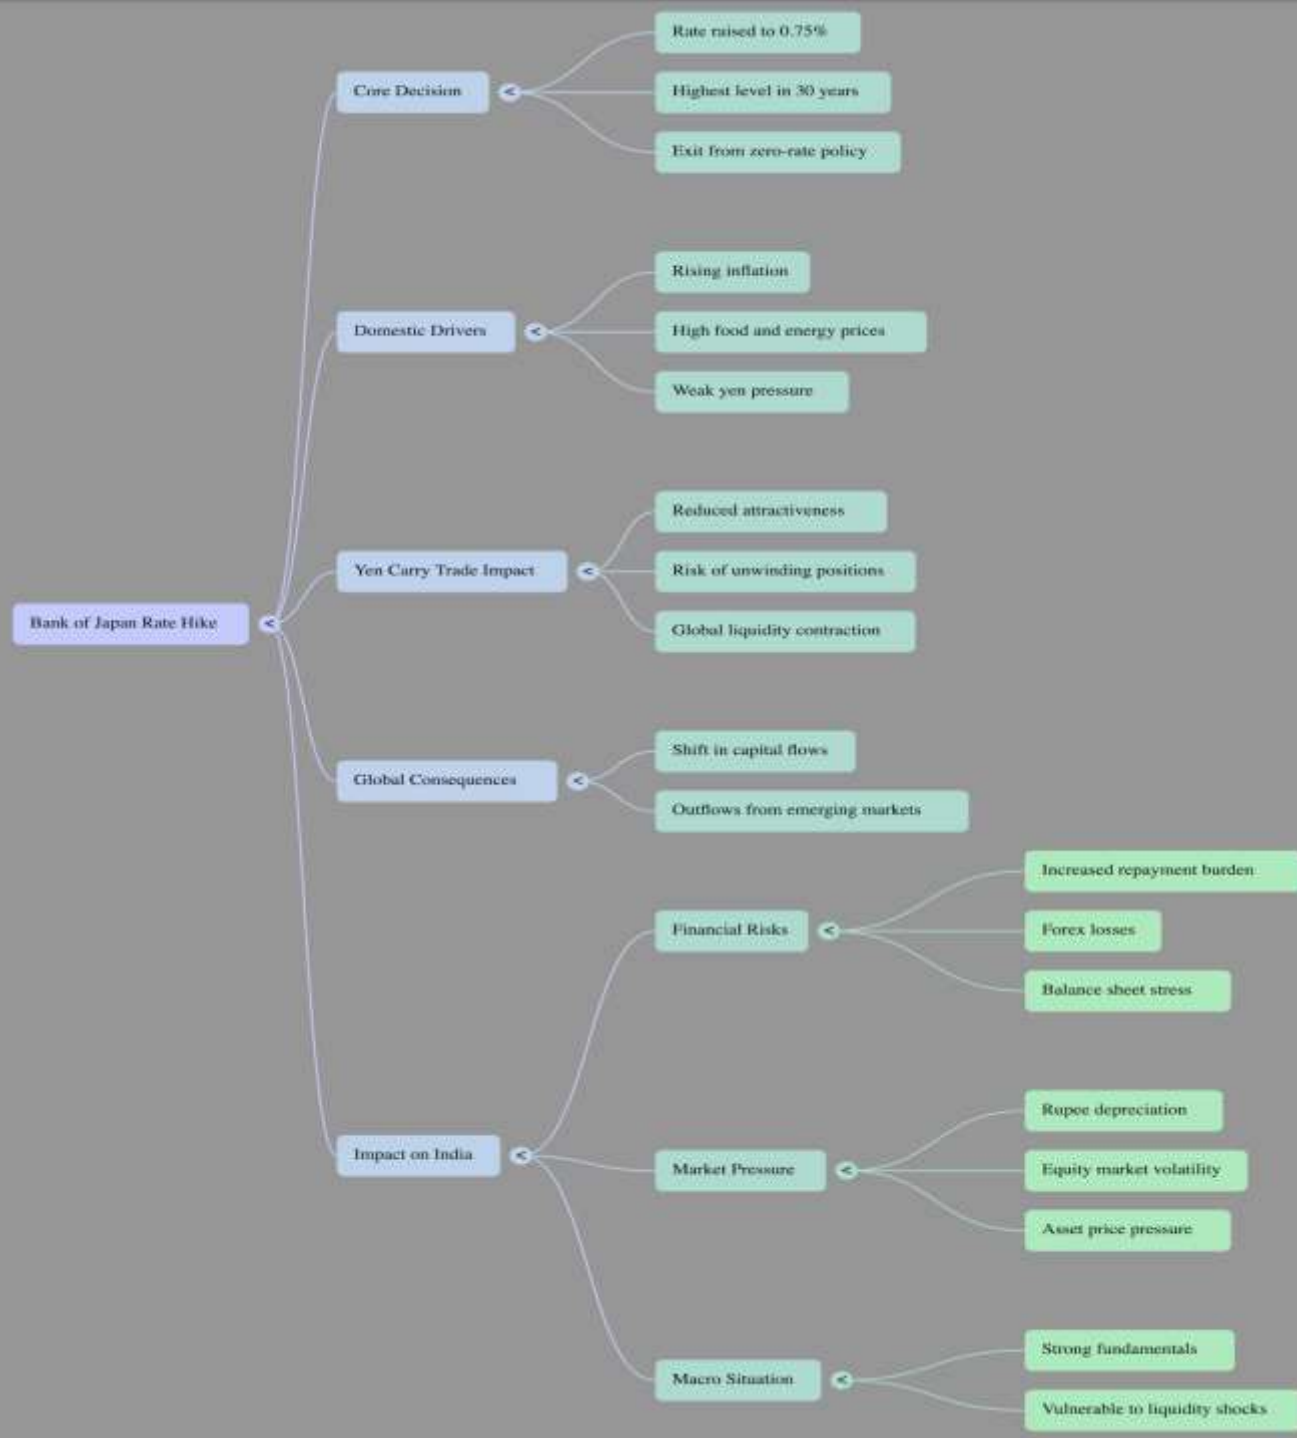 Bank of Japan Rate Hike
Core Decision
Rate raised to 0.75%
Highest level in 30 years
Exit from zero-rate policy
Domestic Drivers
Rising inflation
High food and energy prices
Weak yen pressure
Yen Carry Trade Impact
Reduced attractiveness
Risk of unwinding positions
Global liquidity contraction
Global Consequences
Shift in capital flows
Outflows from emerging markets
Impact on India
Financial Risks
Increased repayment burden
Forex losses
Balance sheet stress
Market Pressure
Rupee depreciation
Equity market volatility
Asset price pressure
Macro Situation
Strong fundamentals
Vulnerable to liquidity shocks